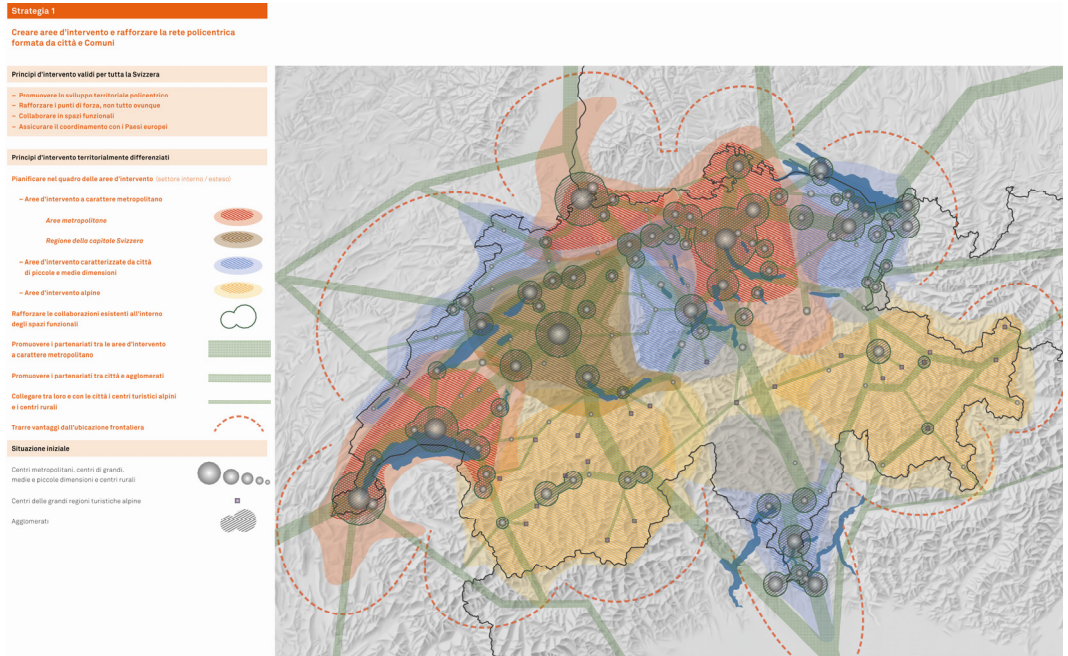 Strategia 1
Creare aree d'intervento e rafforzare la rete policentrica
formata da città e Comuni
Principi d'intervento validi per tutta la Svizzera
– Promuovere lo sviluppo territoriale policentrico
– Rafforzare i punti di forza, non tutto ovunque
– Collaborare in spazi funzionali
– Assicurare il coordinamento con i Paesi europei
Principi d'intervento territorialmente differenziati
Pianificare nel quadro delle aree d'intervento (settore interno / esteso)
– Aree d'intervento a carattere metropolitano
Aree metropolitane
Regione della capitale Svizzera
– Aree d'intervento caratterizzate da città
di piccole e medie dimensioni
– Aree d'intervento alpine
Rafforzare le collaborazioni esistenti all'interno
degli spazi funzionali
Promuovere i partenariati tra le aree d'intervento
a carattere metropolitano
Promuovere i partenariati tra città e agglomerati
Collegare tra loro e con le città i centri turistici alpini
e i centri rurali
Trarre vantaggi dall'ubicazione frontaliera
Situazione iniziale
Centri metropolitani, centri di grandi,
medie e piccole dimensioni e centri rurali
Centri delle grandi regioni turistiche alpine
Agglomerati